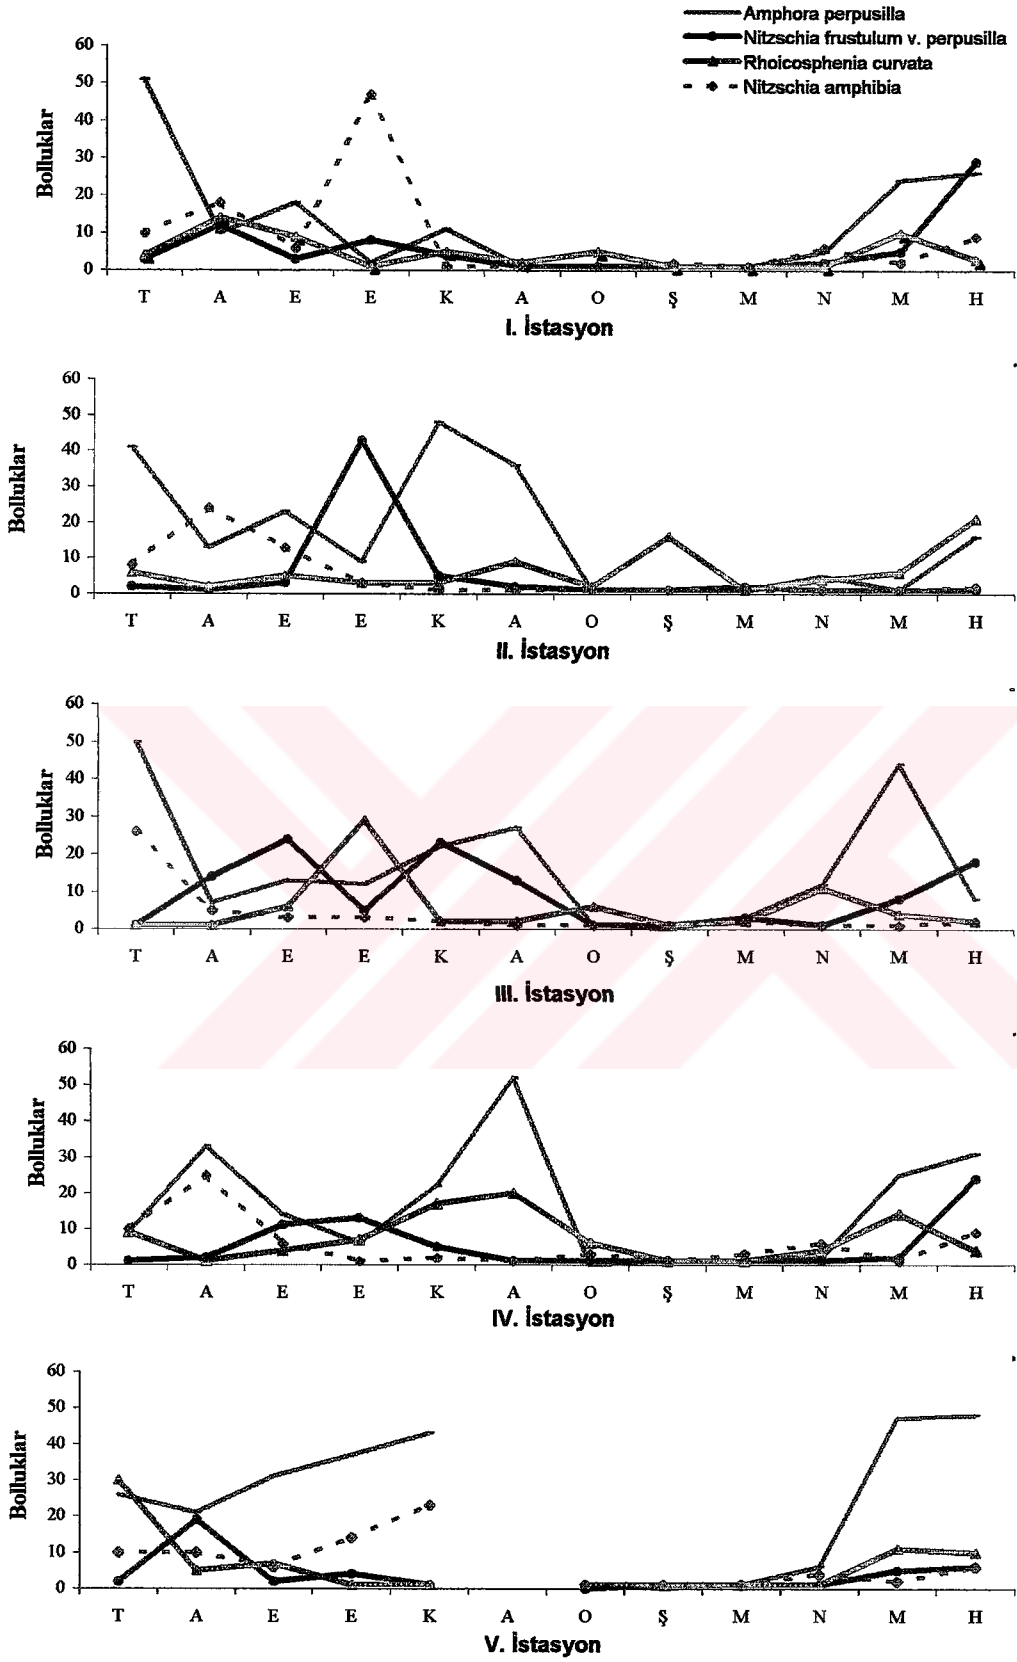 Amphora perpusilla
Nitzschia frustulum v. perpusilla
Rhoicosphenia curvata
Nitzschia amphibia
Bolluklar
60
50
40
30
20
10
0
T A E E K A O Ş M N M H
I. İstasyon
Bolluklar
60
50
40
30
20
10
0
T A E E K A O Ş M N M H
II. İstasyon
Bolluklar
60
50
40
30
20
10
0
T A E E K A O Ş M N M H
III. İstasyon
Bolluklar
60
50
40
30
20
10
0
T A E E K A O Ş M N M H
IV. İstasyon
Bolluklar
60
50
40
30
20
10
0
T A E E K A O Ş M N M H
V. İstasyon